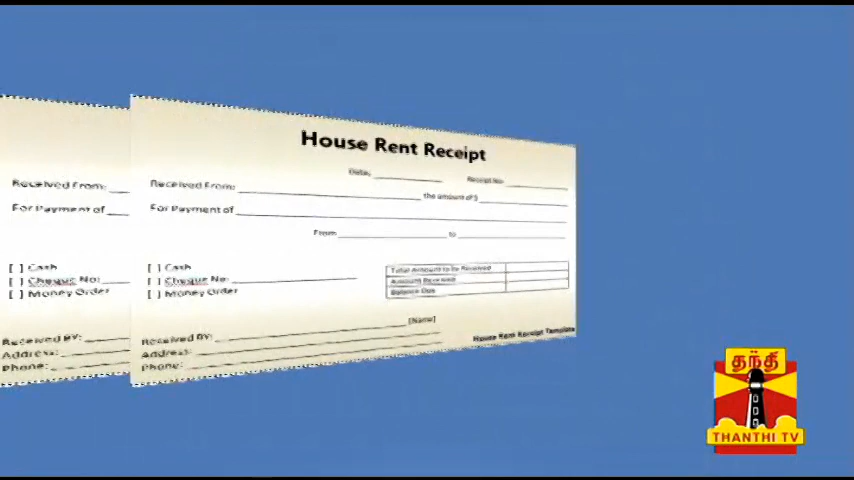 House Rent Receipt
Date: Receipt No:
Received From: Received From: the amount of $
For Payment of For Payment of
From to
[ ] Cash [ ] Cash Total Amount to be Received
[ ] Cheque No: [ ] Cheque No: Amount Received
[ ] Money Order [ ] Money Order Balance Due
[Name]
Received BY: Received BY: House Rent Receipt Template
Address: Address:
Phone: Phone:
தந்தி
THANTHI TV